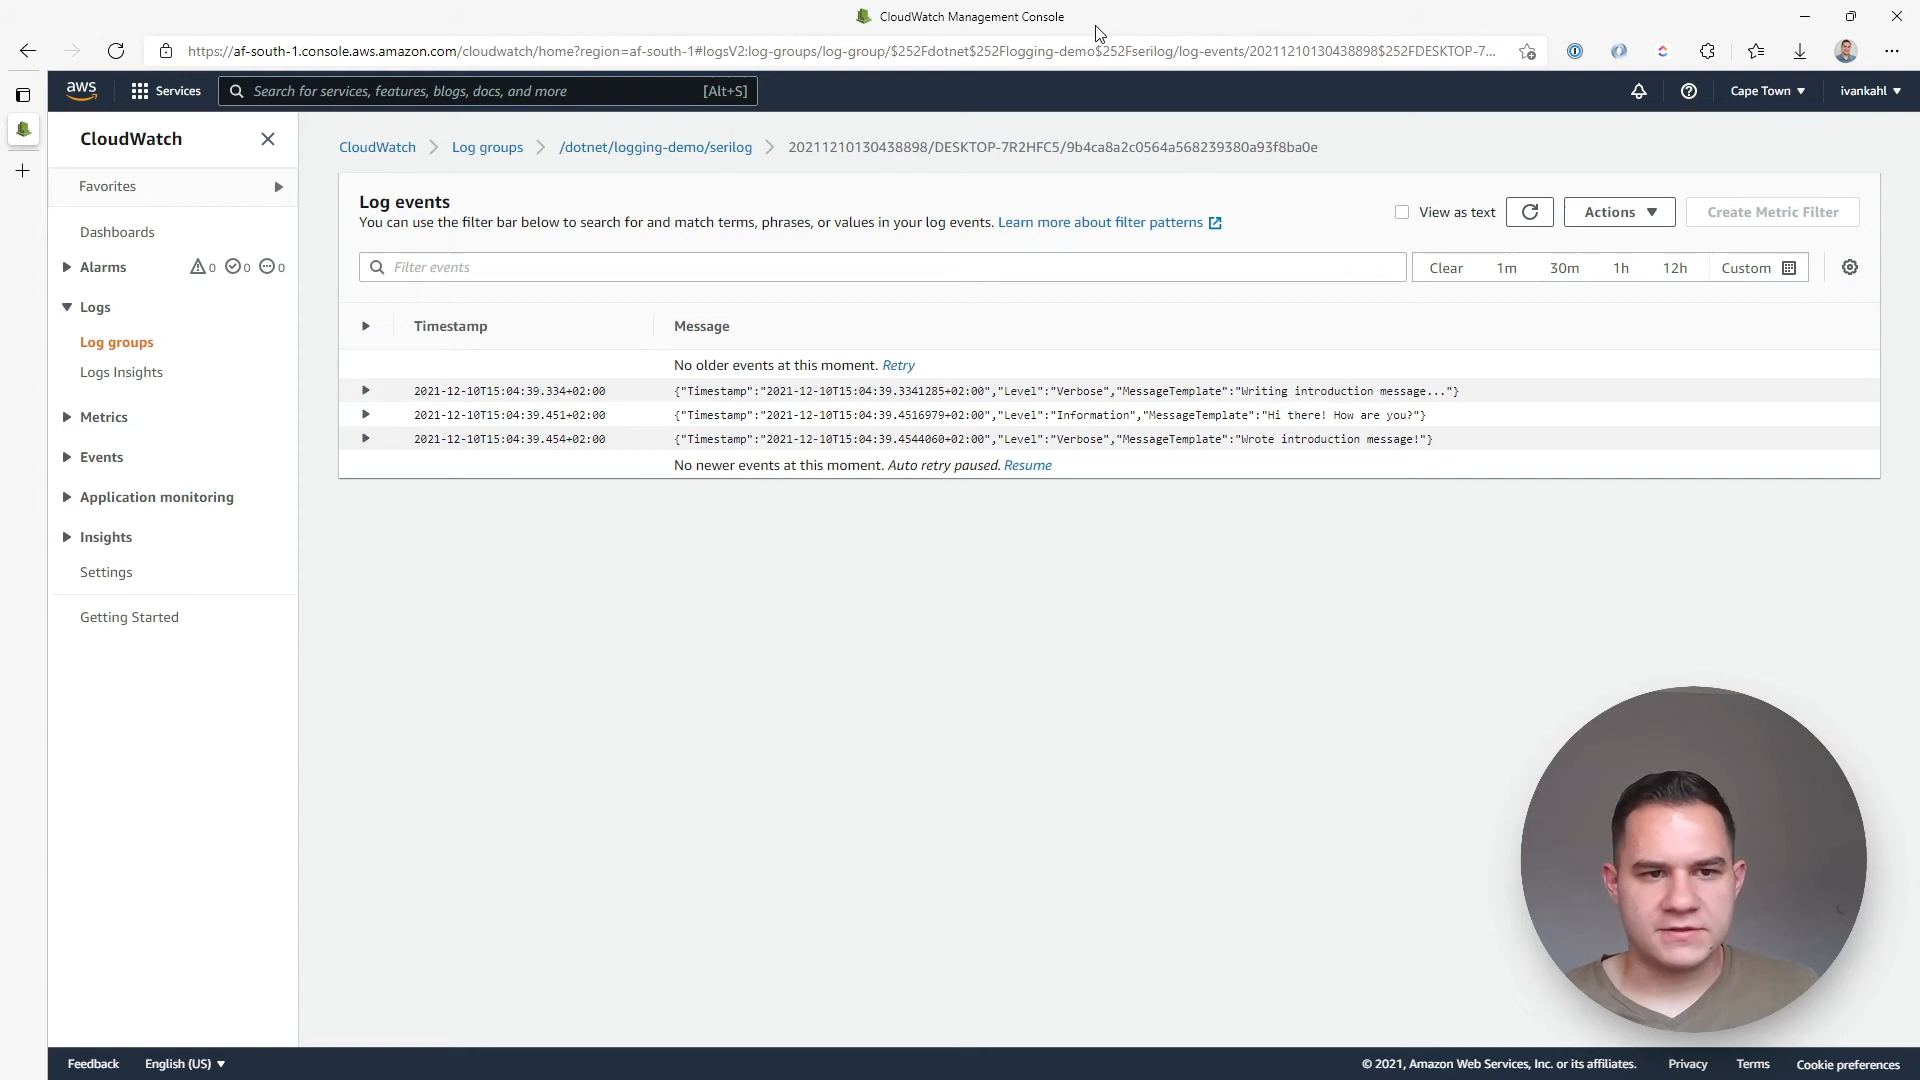 CloudWatch Management Console
https://af-south-1.console.aws.amazon.com/cloudwatch/home?region=af-south-1#logsV2:log-groups/log-group/$252Fdotnet$252Flogging-demo$252Fserilog/log-events/20211210130438898$252FDESKTOP-7...
aws
Services
Search for services, features, blogs, docs, and more
[Alt+S]
Cape Town
ivankahl
CloudWatch
Favorites
Dashboards
Alarms
0
0
0
Logs
Log groups
Logs Insights
Metrics
Events
Application monitoring
Insights
Settings
Getting Started
CloudWatch
Log groups
/dotnet/logging-demo/serilog
20211210130438898/DESKTOP-7R2HFC5/9b4ca8a2c0564a568239380a93f8ba0e
Log events
You can use the filter bar below to search for and match terms, phrases, or values in your log events. Learn more about filter patterns
View as text
Actions
Create Metric Filter
Filter events
Clear
1m
30m
1h
12h
Custom
Timestamp
Message
No older events at this moment. Retry
2021-12-10T15:04:39.334+02:00
{"Timestamp":"2021-12-10T15:04:39.3341285+02:00","Level":"Verbose","MessageTemplate":"Writing introduction message..."}
2021-12-10T15:04:39.451+02:00
{"Timestamp":"2021-12-10T15:04:39.4516979+02:00","Level":"Information","MessageTemplate":"Hi there! How are you?"}
2021-12-10T15:04:39.454+02:00
{"Timestamp":"2021-12-10T15:04:39.4544060+02:00","Level":"Verbose","MessageTemplate":"Wrote introduction message!"}
No newer events at this moment. Auto retry paused. Resume
Feedback
English (US)
© 2021, Amazon Web Services, Inc. or its affiliates.
Privacy
Terms
Cookie preferences